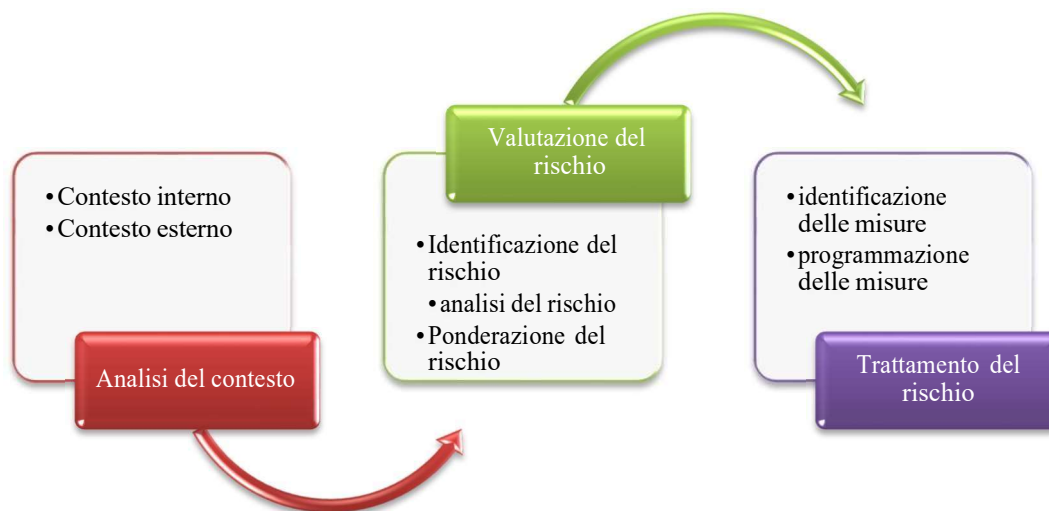 • Contesto interno
• Contesto esterno
Analisi del contesto
Valutazione del
rischio
• Identificazione del
rischio
• analisi del rischio
• Ponderazione del
rischio
• identificazione
delle misure
• programmazione
delle misure
Trattamento del
rischio